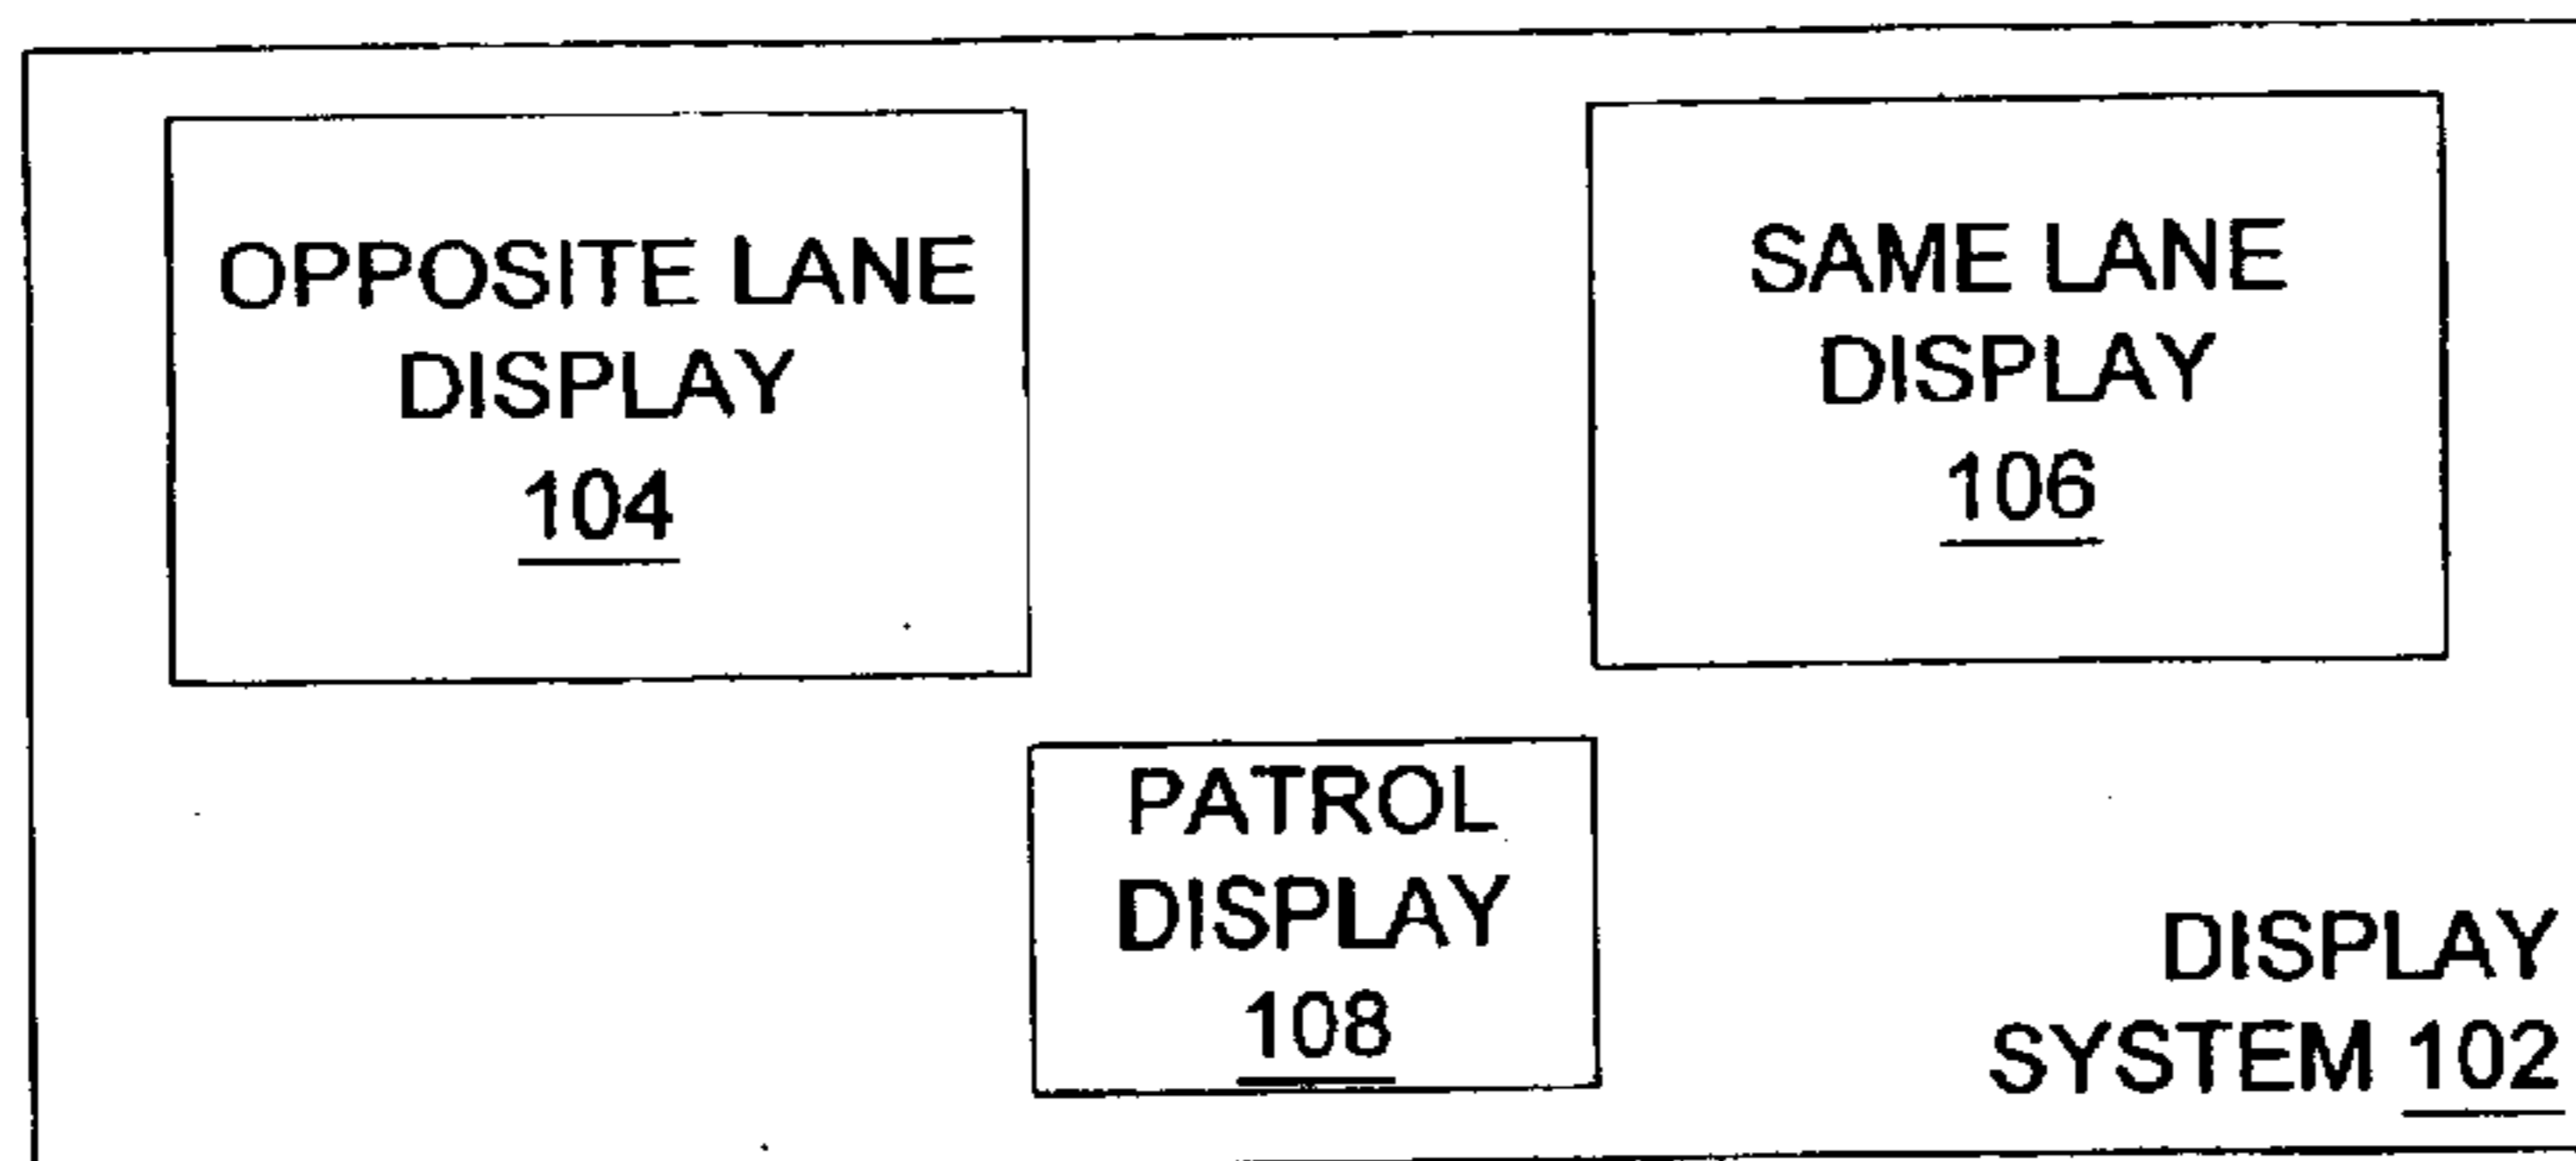 OPPOSITE LANE
DISPLAY
104
SAME LANE
DISPLAY
106
PATROL
DISPLAY
108
DISPLAY
SYSTEM 102